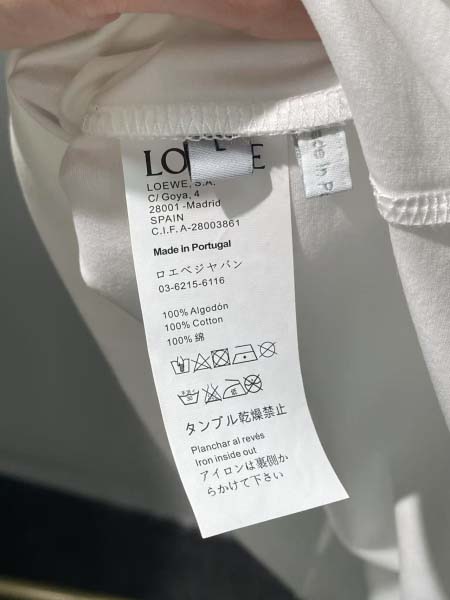 LO E
L
LOEWE, S.A.
C/ Goya, 4
28001 -Madrid
SPAIN
C.I.F.A-28003861
Made in Portugal
ロエベジャパン
03-6215-6116
100% Algodón
100% Cotton
100% 綿
タンブル乾燥禁止
Planchar al revés
Iron inside out
アイロンは裏側か
らかけて下さい